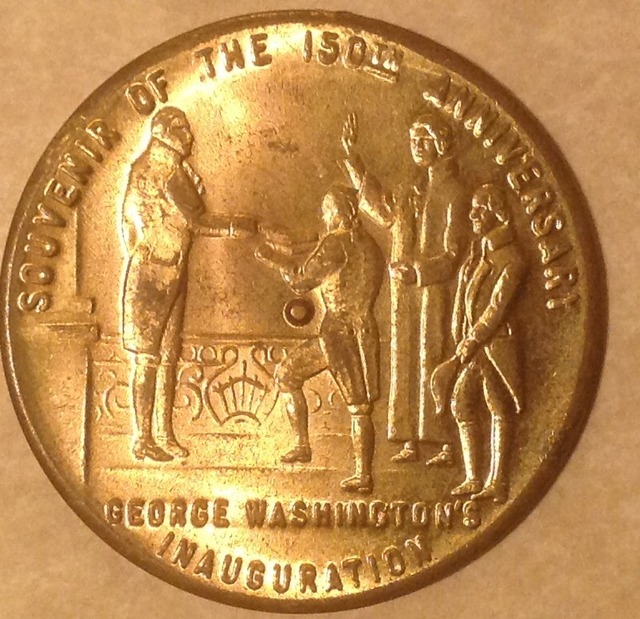 SOUVENIR OF THE 150TH ANNIVERSARY
GEORGE WASHINGTON'S
INAUGURATION